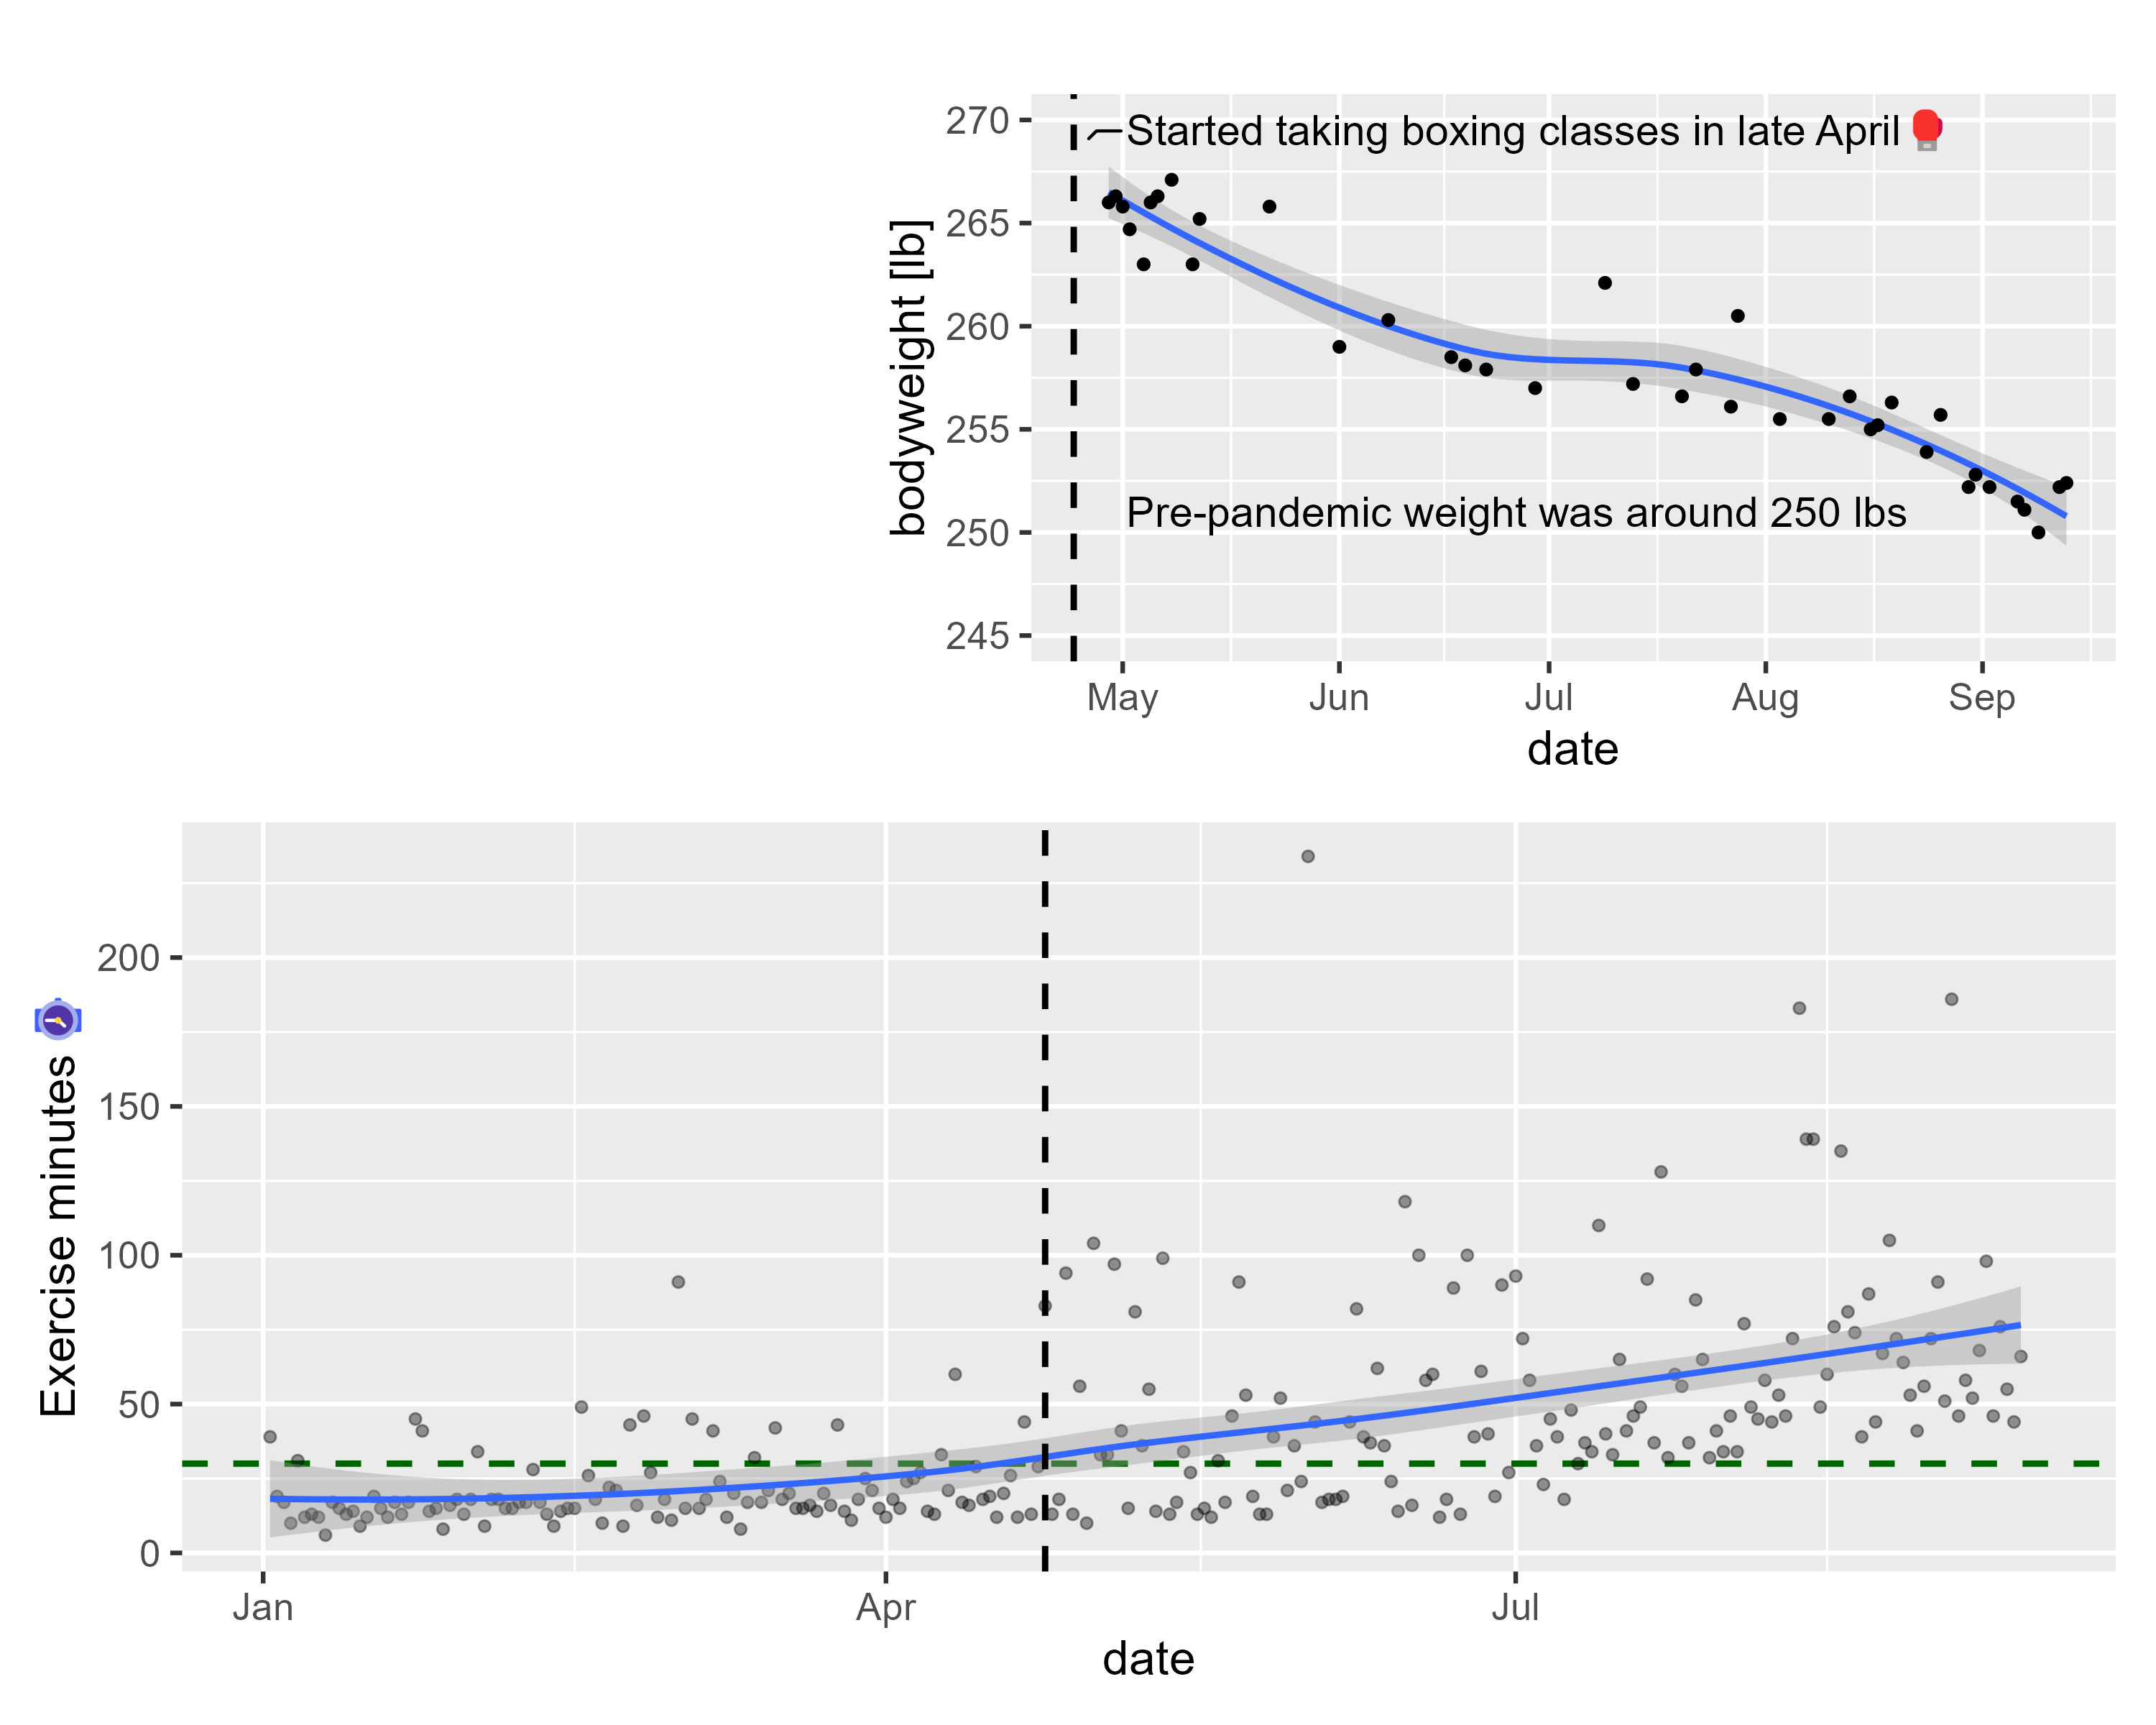 270
Started taking boxing classes in late April
265
260
255
Pre-pandemic weight was around 250 lbs
250
245
bodyweight [lb]
May Jun Jul Aug Sep
date
200
150
100
50
0
Exercise minutes
Jan Apr Jul
date